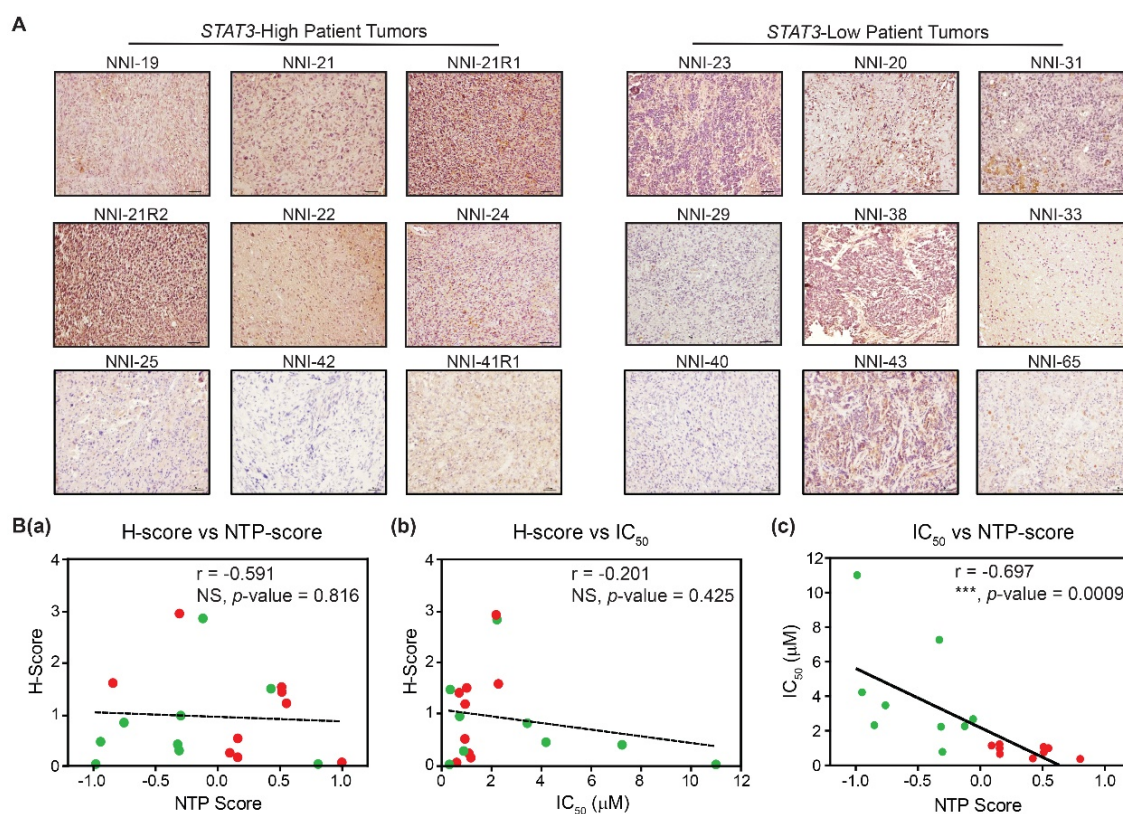 A
STAT3-High Patient Tumors
STAT3-Low Patient Tumors
NNI-19 NNI-21 NNI-21R1 NNI-23 NNI-20 NNI-31
NNI-21R2 NNI-22 NNI-24 NNI-29 NNI-38 NNI-33
NNI-25 NNI-42 NNI-41R1 NNI-40 NNI-43 NNI-65
B(a)
H-score vs NTP-score
r = -0.591
NS, p-value = 0.816
H-Score
4
3
2
1
0
-1.0 -0.5 0.0 0.5 1.0
NTP Score
(b)
H-score vs IC50
r = -0.201
NS, p-value = 0.425
H-Score
4
3
2
1
0
0 2 4 6 8 10 12
IC50 (μM)
(c)
IC50 vs NTP-score
r = -0.697
***, p-value = 0.0009
IC50 (μM)
12
10
8
6
4
2
0
-1.0 -0.5 0.0 0.5 1.0
NTP Score